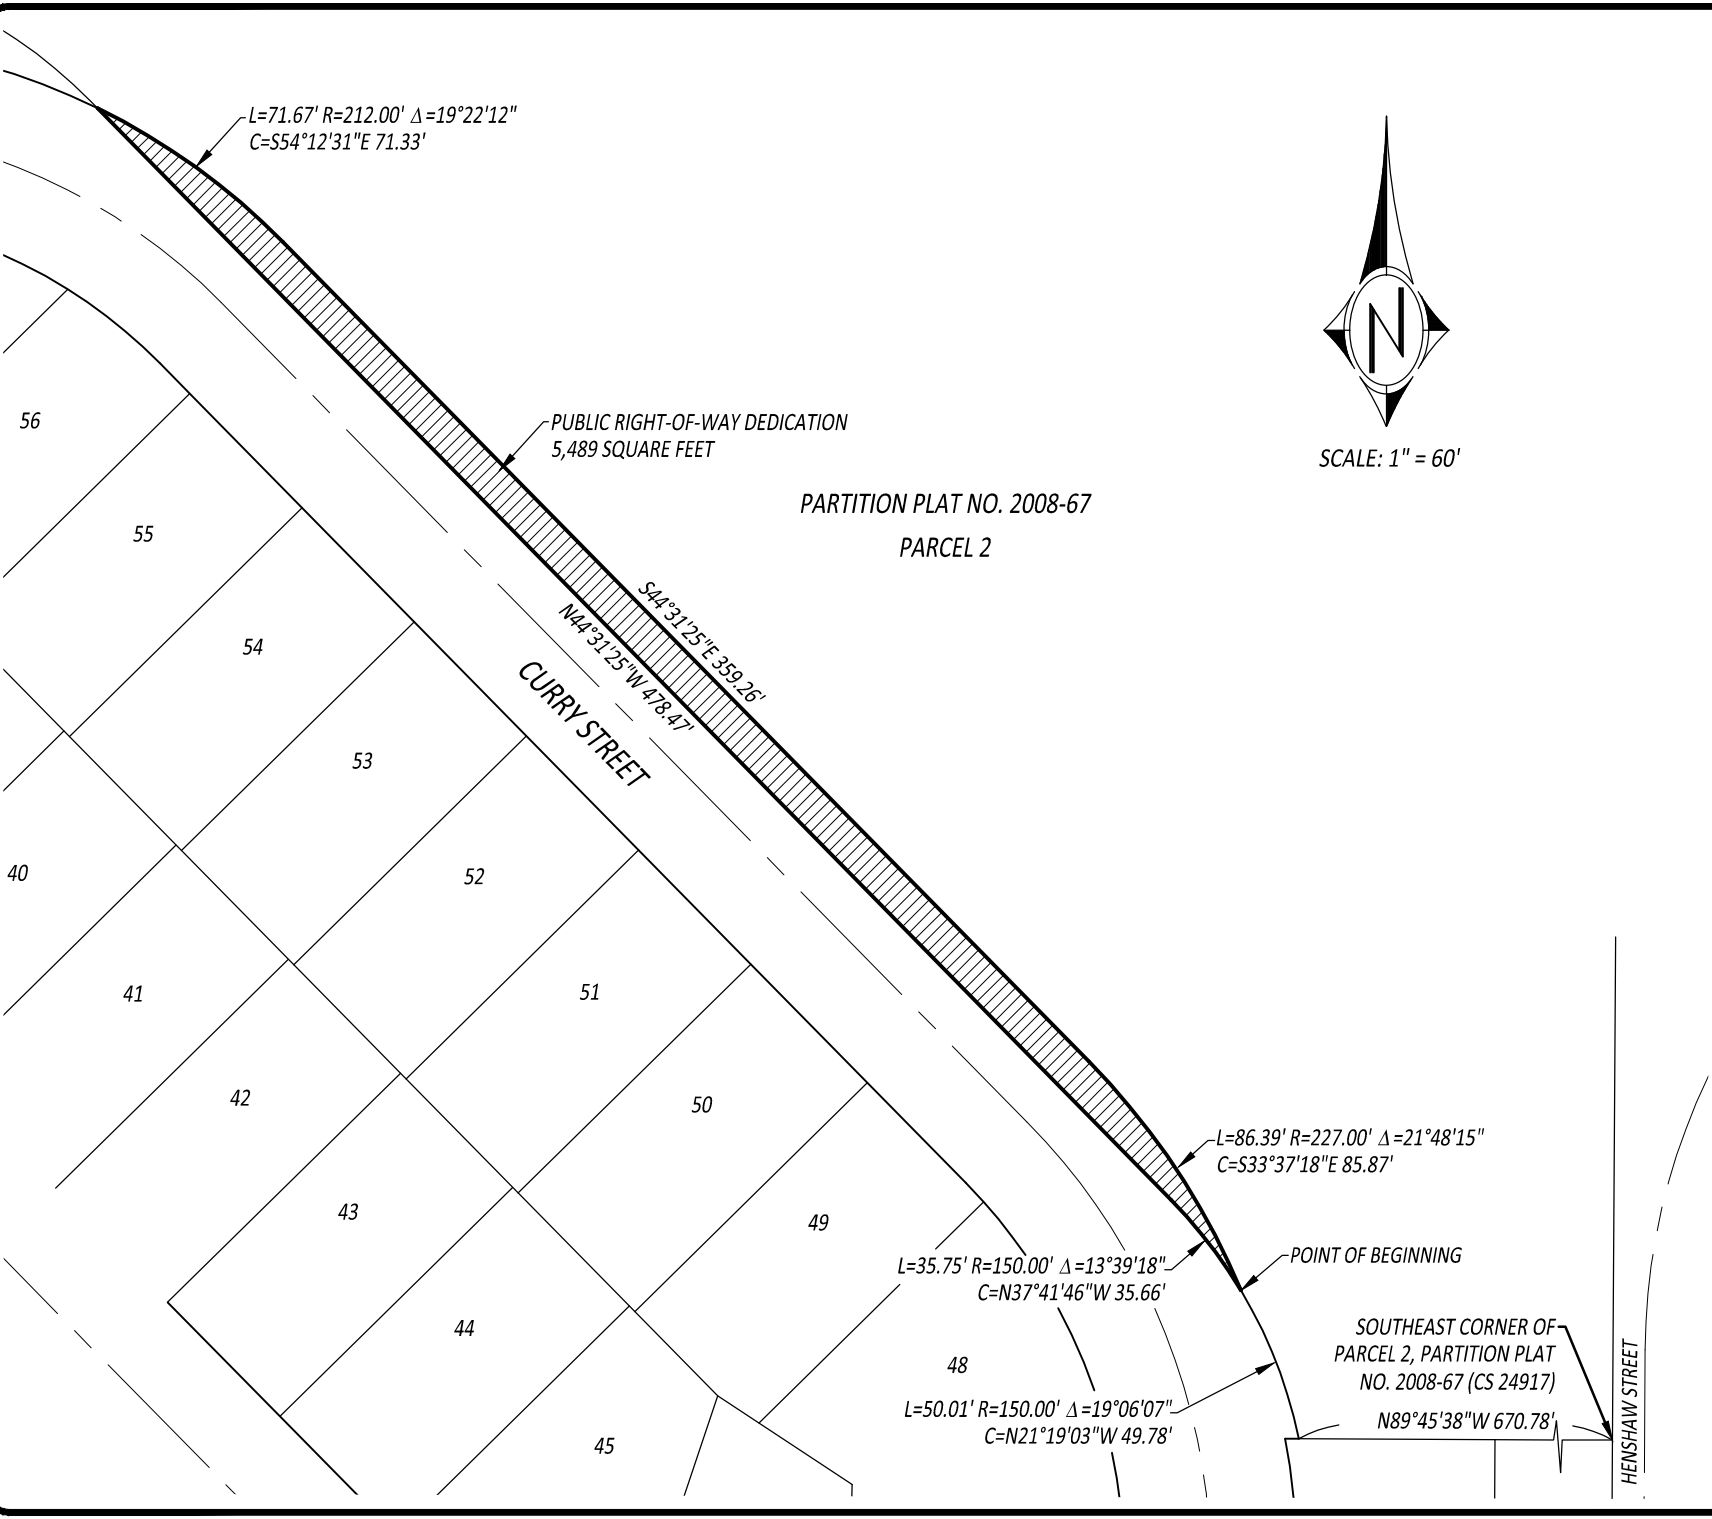 L=71.67' R=212.00' Δ=19°22'12"
C=S54°12'31"E 71.33'
N
SCALE: 1" = 60'
PUBLIC RIGHT-OF-WAY DEDICATION
5,489 SQUARE FEET
PARTITION PLAT NO. 2008-67
PARCEL 2
S44°31'25"E 359.26'
N44°31'25"W 478.47'
CURRY STREET
56
55
54
53
52
51
50
49
48
40
41
42
43
44
45
L=86.39' R=227.00' Δ=21°48'15"
C=S33°37'18"E 85.87'
L=35.75' R=150.00' Δ=13°39'18"
C=N37°41'46"W 35.66'
POINT OF BEGINNING
SOUTHEAST CORNER OF
PARCEL 2, PARTITION PLAT
NO. 2008-67 (CS 24917)
L=50.01' R=150.00' Δ=19°06'07"
C=N21°19'03"W 49.78'
N89°45'38"W 670.78'
HENSHAW STREET